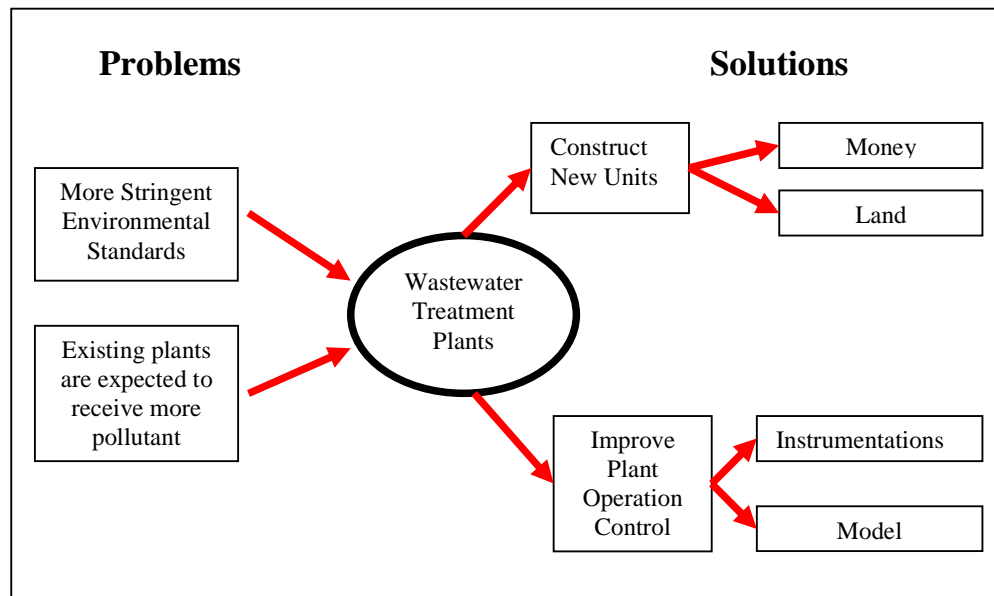 Problems
Solutions
More Stringent
Environmental
Standards
Existing plants
are expected to
receive more
pollutant
Wastewater
Treatment
Plants
Construct
New Units
Money
Land
Improve
Plant
Operation
Control
Instrumentations
Model